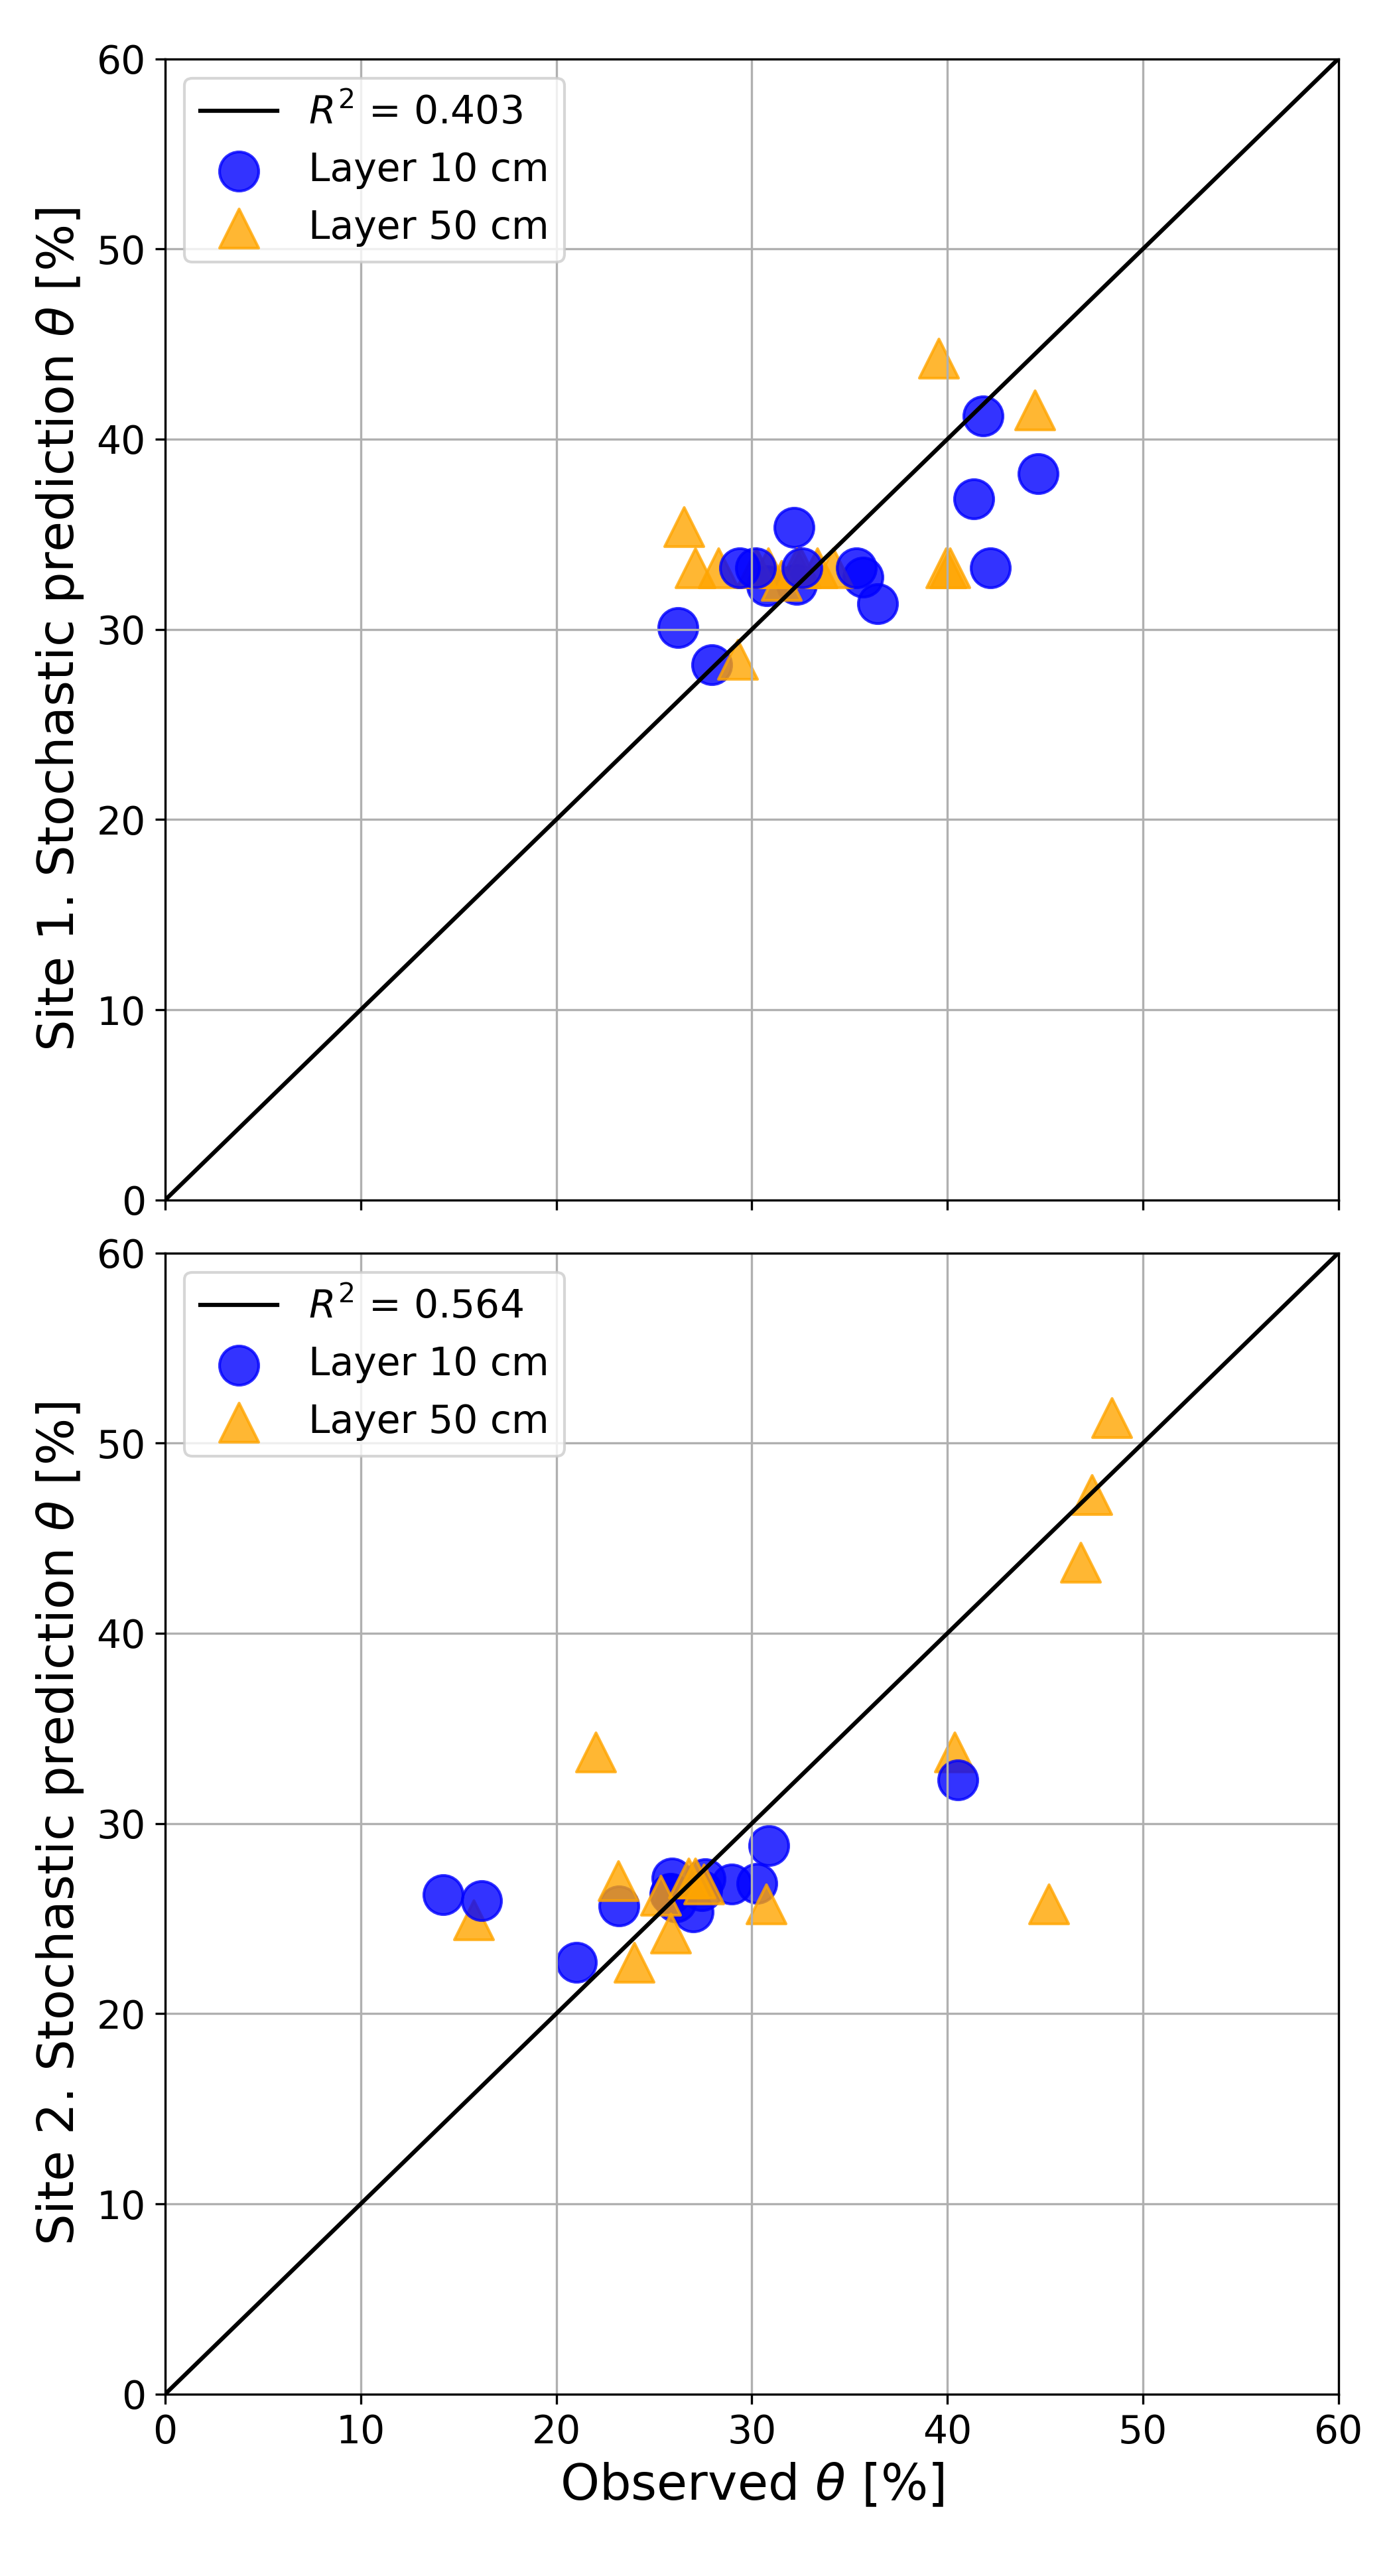 Site 1. Stochastic prediction θ [%]
60
50
40
30
20
10
0
R² = 0.403
Layer 10 cm
Layer 50 cm
Site 2. Stochastic prediction θ [%]
60
50
40
30
20
10
0
R² = 0.564
Layer 10 cm
Layer 50 cm
0 10 20 30 40 50 60
Observed θ [%]